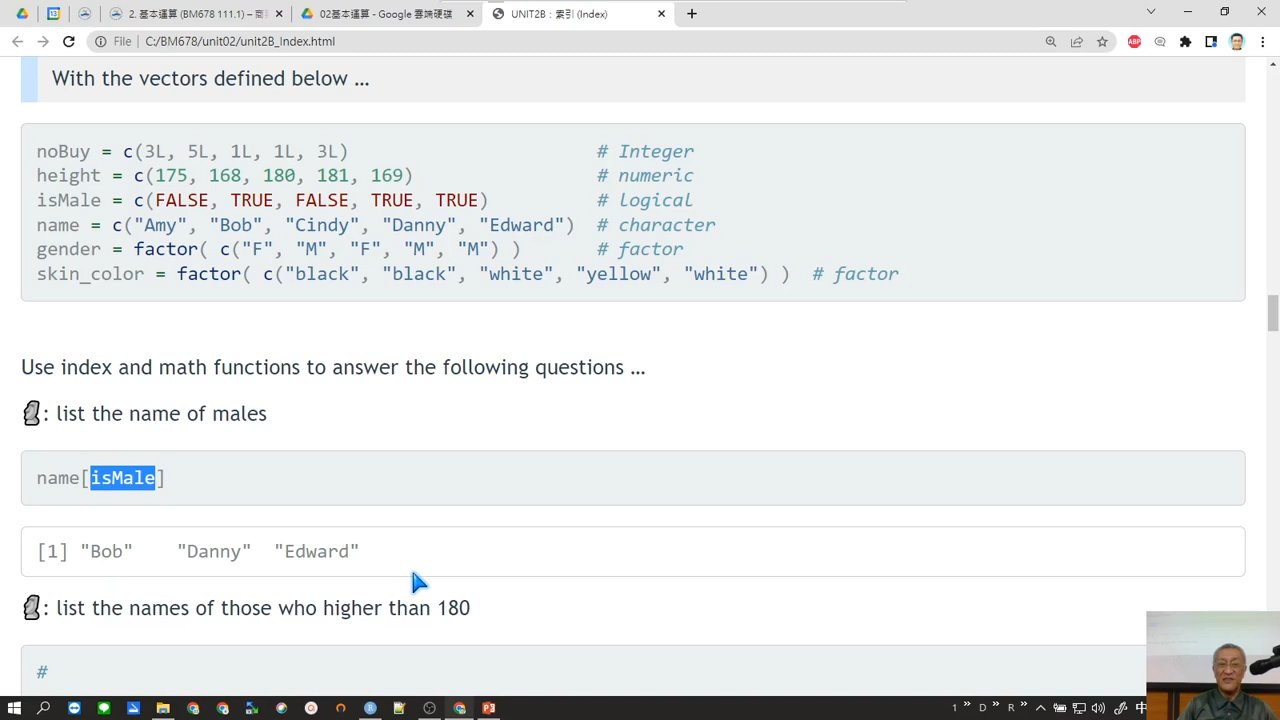 2. 基本運算 (BM678 111.1) – 商
02基本運算 - Google 雲端硬碟
UNIT2B：索引 (Index)
File
C:/BM678/unit02/unit2B_Index.html
ABP
With the vectors defined below ...
noBuy = c(3L, 5L, 1L, 1L, 3L) # Integer
height = c(175, 168, 180, 181, 169) # numeric
isMale = c(FALSE, TRUE, FALSE, TRUE, TRUE) # logical
name = c("Amy", "Bob", "Cindy", "Danny", "Edward") # character
gender = factor( c("F", "M", "F", "M", "M") ) # factor
skin_color = factor( c("black", "black", "white", "yellow", "white") ) # factor
Use index and math functions to answer the following questions ...
: list the name of males
name[isMale]
[1] "Bob" "Danny" "Edward"
: list the names of those who higher than 180
#
1 » D » R » 中